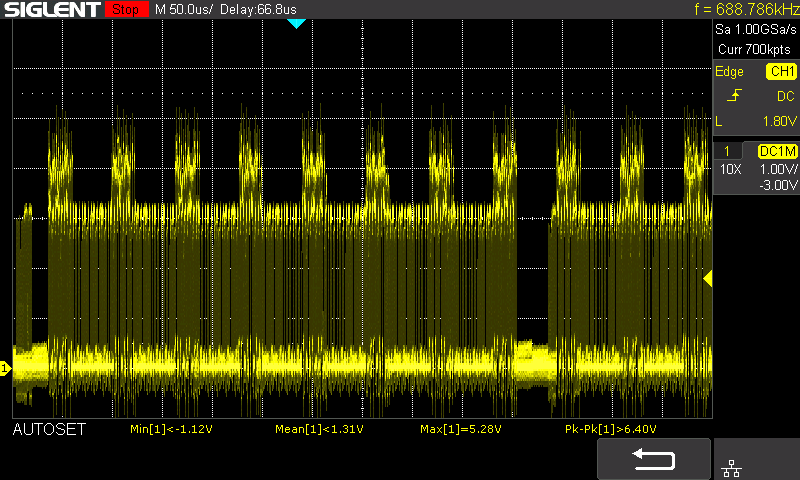 SIGLENT Stop M 50.0us/ Delay:66.8us f = 688.786kHz
Sa 1.00GSa/s
Curr 700kpts
Edge CH1
DC
L 1.80V
1 DC1M
10X 1.00V/
-3.00V
1
AUTOSET Min[1]<-1.12V Mean[1]<1.31V Max[1]=5.28V Pk-Pk[1]>6.40V